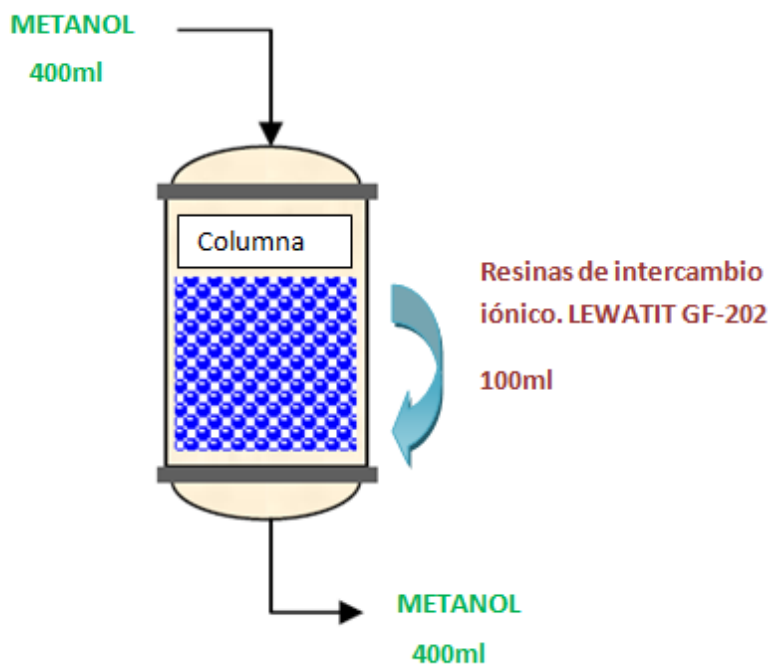 METANOL
400ml
Columna
Resinas de intercambio
iónico. LEWATIT GF-202
100ml
METANOL
400ml